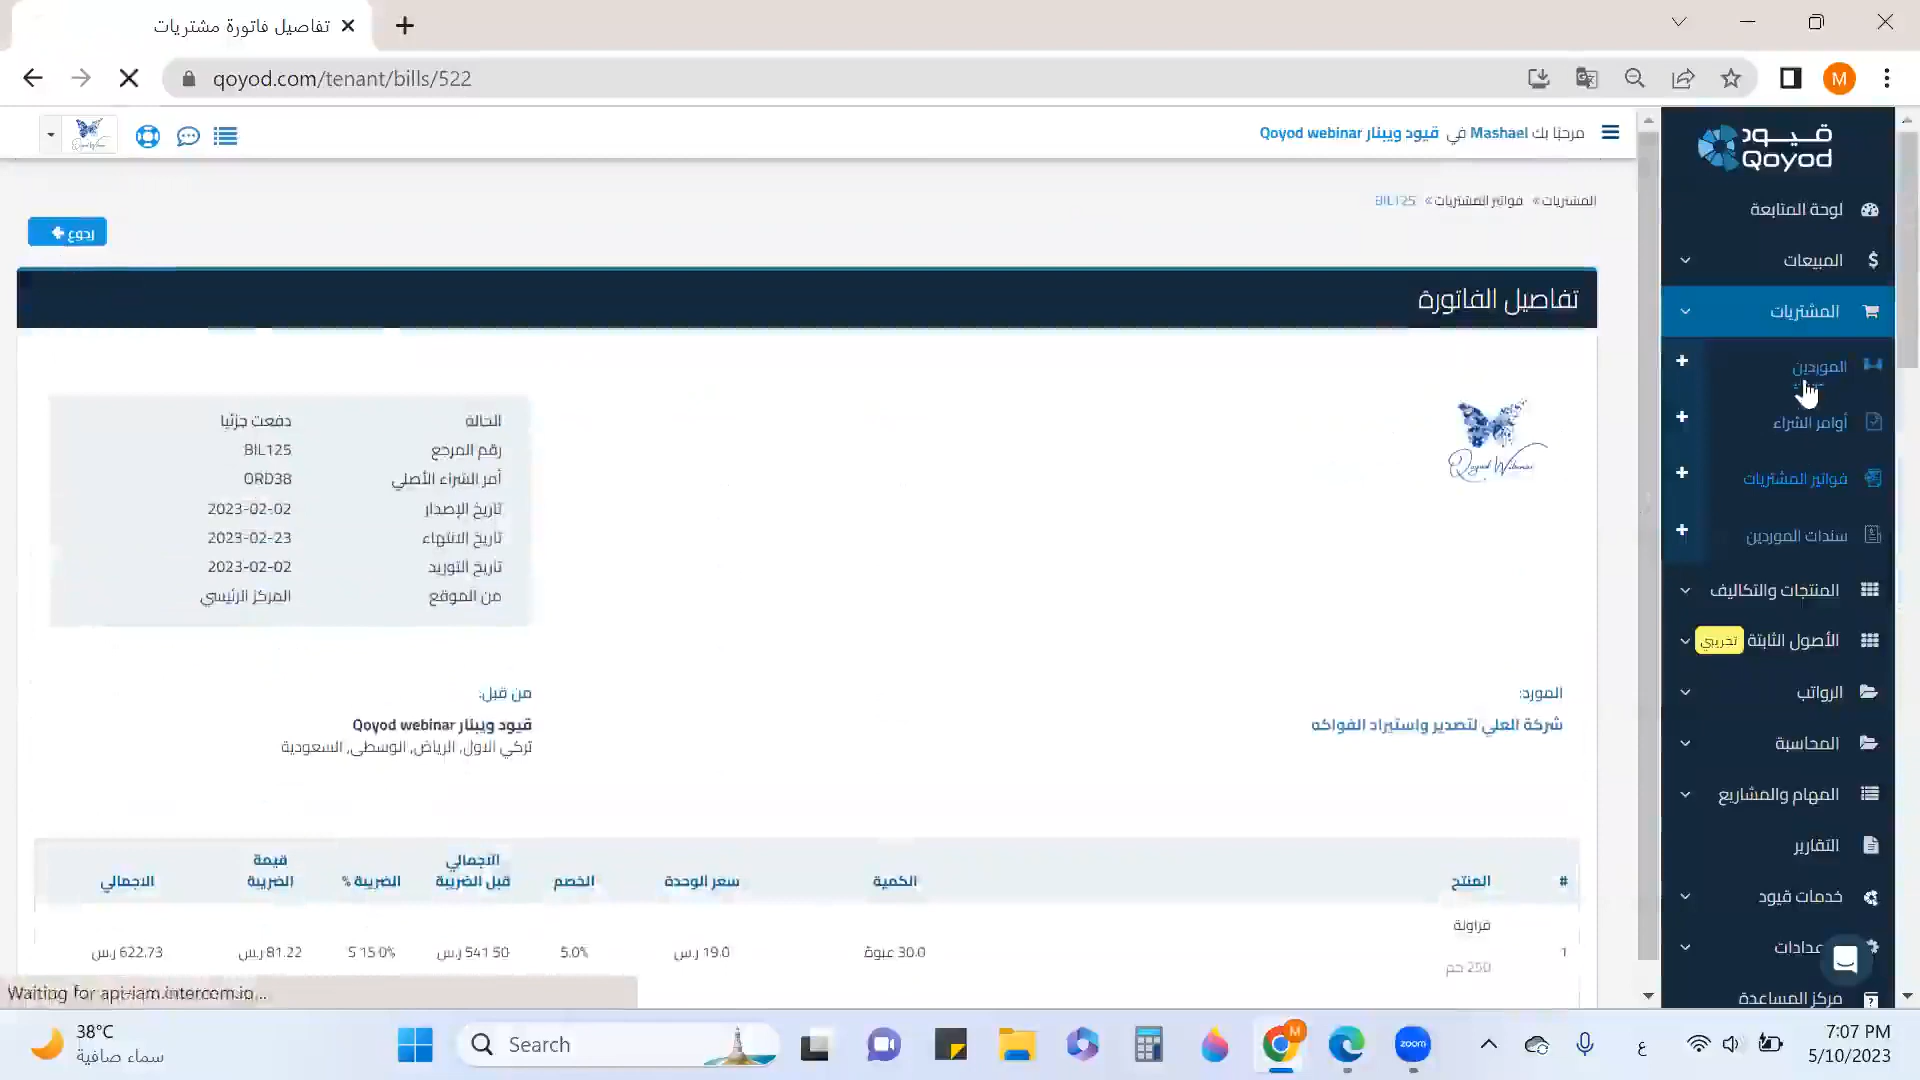 تفاصيل فاتورة مشتريات
qoyod.com/tenant/bills/522
M
مرحبًا بك Mashael في قيود ويبنار Qoyod webinar
قيود
Qoyod
لوحة المتابعة
المبيعات
المشتريات
الموردين
أوامر الشراء
فواتير المشتريات
سندات الموردين
المنتجات والتكاليف
الأصول الثابتة تجريبي
الرواتب
المحاسبة
المهام والمشاريع
التقارير
خدمات قيود
مركز المساعدة
المشتريات» فواتير المشتريات» BIL125
رجوع
تفاصيل الفاتورة
Qoyod Webinar
الحالة دفعت جزئيا
رقم المرجع BIL125
أمر الشراء الأصلي ORD38
تاريخ الإصدار 2023-02-02
تاريخ الانتهاء 2023-02-23
تاريخ التوريد 2023-02-02
من الموقع المركز الرئيسي
المورد:
شركة العلي لتصدير واستيراد الفواكه
من قبل:
قيود ويبنار Qoyod webinar
تركي الاول, الرياض, الوسطى, السعودية
# المنتج الكمية سعر الوحدة الخصم الاجمالي قبل الضريبة الضريبة % قيمة الضريبة الاجمالي
فراولة
1 30.0 عبوة 19.0 ر.س 5.0% 541.50 ر.س S 15.0% 81.22 ر.س 622.73 ر.س
250 جم
Waiting for api-iam.intercom.io...
38°C
سماء صافية
Search
M
zoom
ع
7:07 PM
5/10/2023